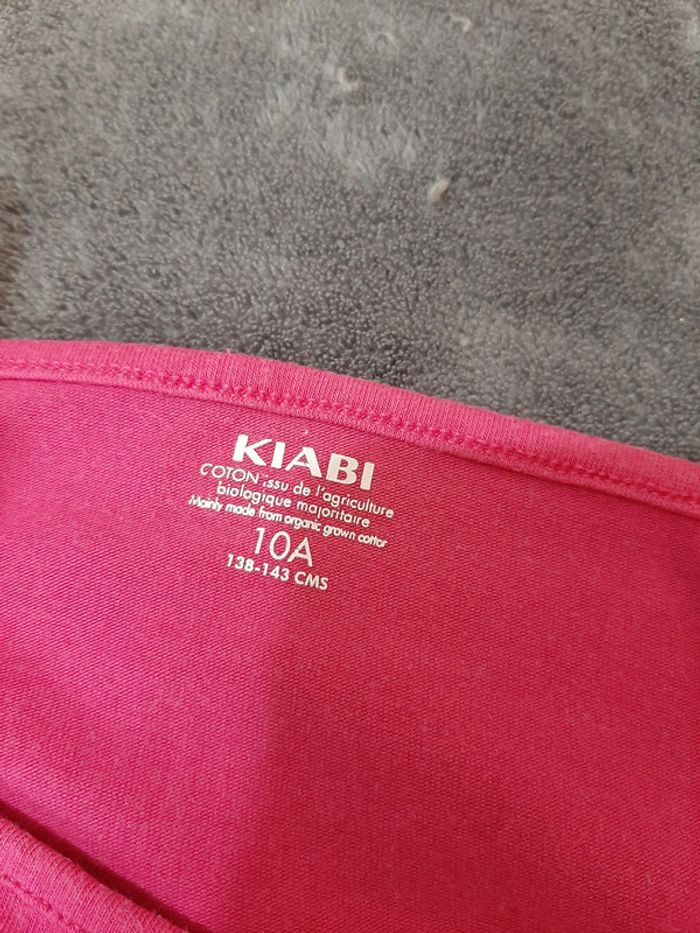 KIABI
COTON issu de l'agriculture
biologique majoritaire
Mainly made from organic grown cotton
10A
138-143 CMS